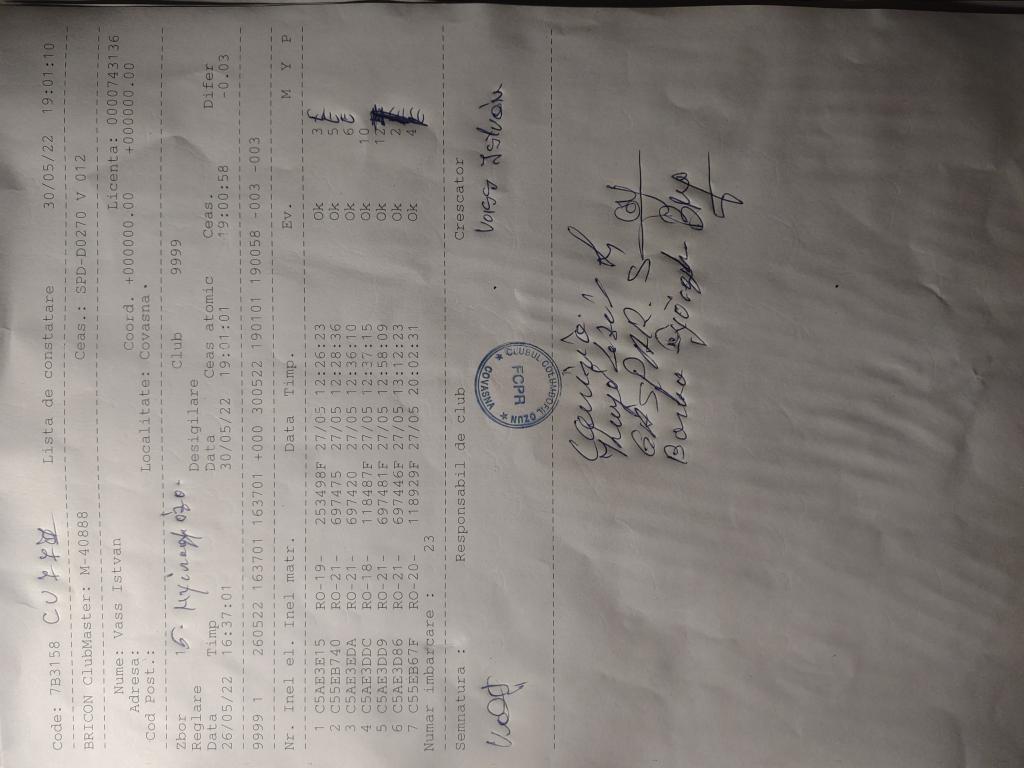 Code: 7B3158 Lista de constatare 30/05/22 19:01:10
BRICON ClubMaster: M-40888 Ceas.: SPD-D0270 V 012
Nume: Vass Istvan Licenta: 0000743136
Adresa: Coord. +000000.00 +000000.00
Cod Post.: Localitate: Covasna
Zbor 15. Club 9999
Reglare Desigilare
Data Timp Data Ceas atomic Ceas. Difer
26/05/22 16:37:01 30/05/22 19:01:01 19:00:58 -0.03
9999 1 260522 163701 163701 +000 300522 190101 190058 -003 -003
Nr. Inel el. Inel matr. Data Timp. Ev. M Y P
1 C5AE3E15 RO-19- 253498F 27/05 12:26:23 Ok 3
2 C55EB740 RO-21- 697475 27/05 12:28:36 Ok 5
3 C5AE3EDA RO-21- 697420 27/05 12:36:10 Ok 6
4 C5AE3DDC RO-18- 118487F 27/05 12:37:15 Ok 10
5 C5AE3DD9 RO-21- 697481F 27/05 12:58:09 Ok 12
6 C5AE3D86 RO-21- 697446F 27/05 13:12:23 Ok 2
7 C55EB67F RO-20- 118929F 27/05 20:02:31 Ok 4
Numar imbarcare : 23
Semnatura : Responsabil de club Crescator
Vass István
COVASNA
CLUBUL COLUMBOFIL OZUN
FCPR
GÁSPÁR S